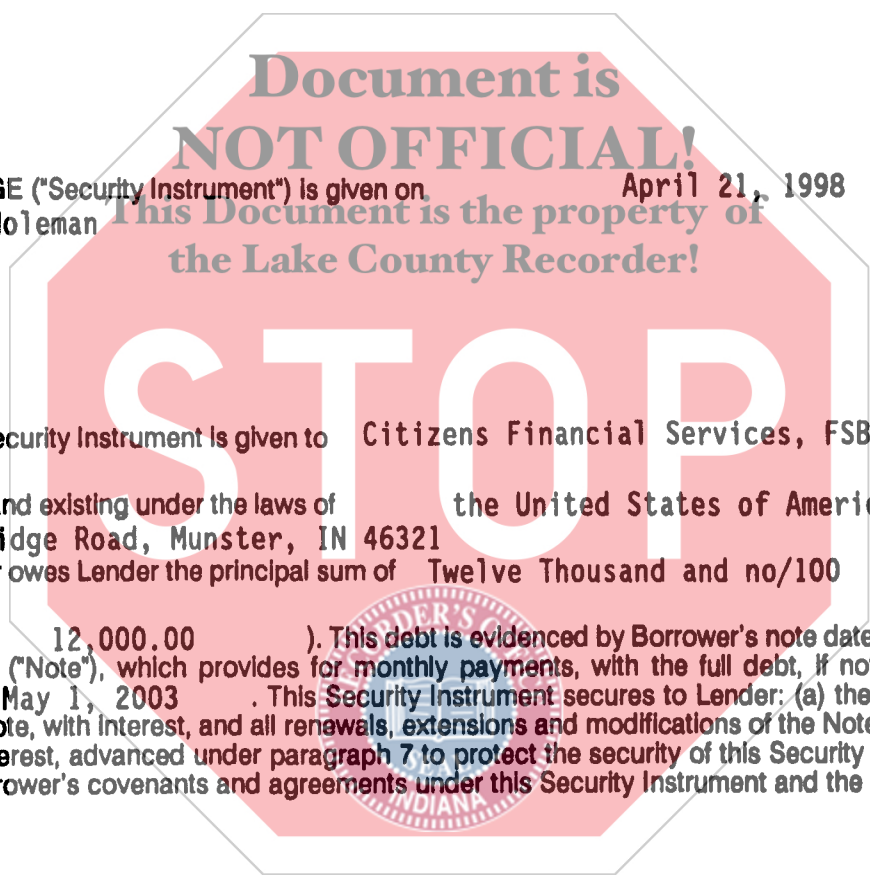 Document is
NOT OFFICIAL!
GE ("Security Instrument") is given on April 21, 1998
This Document is the property of
oleman
the Lake County Recorder!
STOP
ecurity Instrument is given to Citizens Financial Services, FSB
nd existing under the laws of the United States of Americ
idge Road, Munster, IN 46321
r owes Lender the principal sum of Twelve Thousand and no/100
12,000.00 ). This debt is evidenced by Borrower's note date
("Note"), which provides for monthly payments, with the full debt, if no
May 1, 2003 . This Security Instrument secures to Lender: (a) the
ote, with interest, and all renewals, extensions and modifications of the Note
erest, advanced under paragraph 7 to protect the security of this Security
rower's covenants and agreements under this Security Instrument and the
SEAL
INDIANA